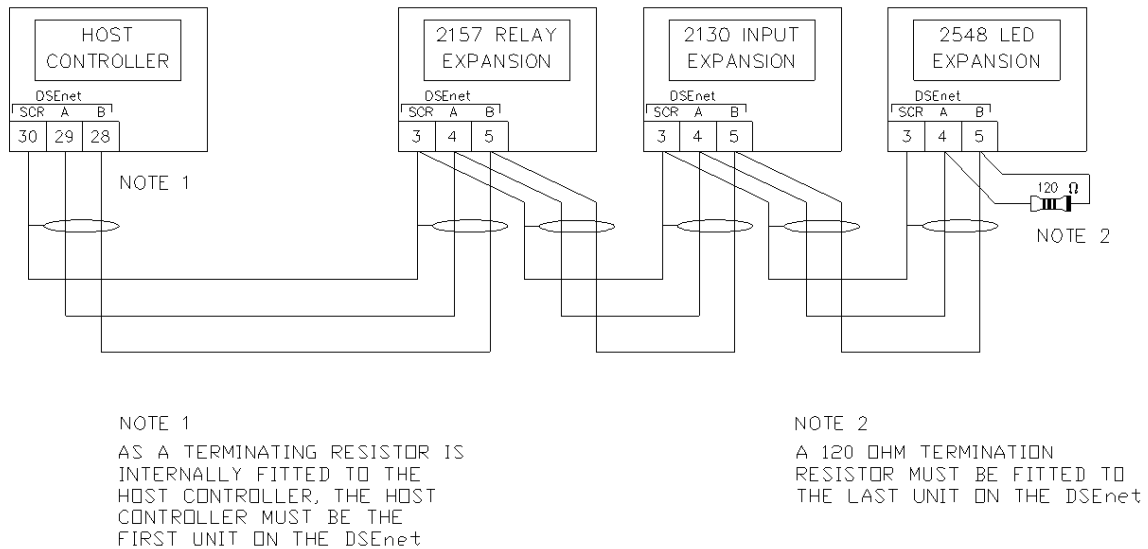 HOST
CONTROLLER
2157 RELAY
EXPANSION
2130 INPUT
EXPANSION
2548 LED
EXPANSION
DSEnet
SCR A B
30 29 28
DSEnet
SCR A B
3 4 5
DSEnet
SCR A B
3 4 5
DSEnet
SCR A B
3 4 5
NOTE 1
120 Ω
NOTE 2
NOTE 1
AS A TERMINATING RESISTOR IS
INTERNALLY FITTED TO THE
HOST CONTROLLER, THE HOST
CONTROLLER MUST BE THE
FIRST UNIT ON THE DSEnet
NOTE 2
A 120 OHM TERMINATION
RESISTOR MUST BE FITTED TO
THE LAST UNIT ON THE DSEnet